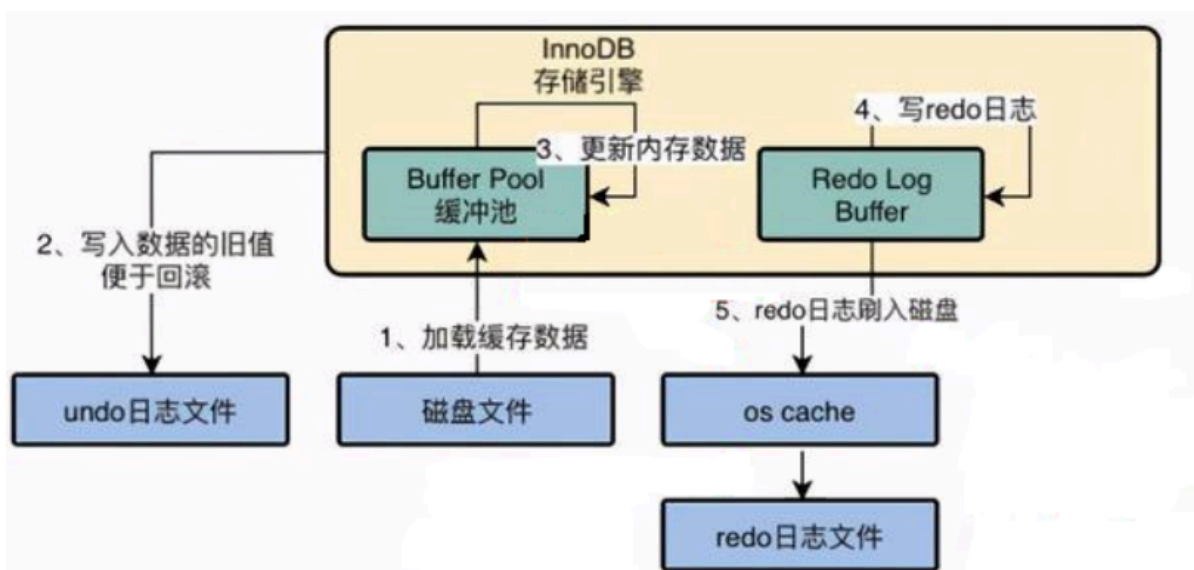 InnoDB
存储引擎
4、写redo日志
3、更新内存数据
Buffer Pool
缓冲池
Redo Log
Buffer
2、写入数据的旧值
便于回滚
5、redo日志刷入磁盘
1、加载缓存数据
undo日志文件
磁盘文件
os cache
redo日志文件